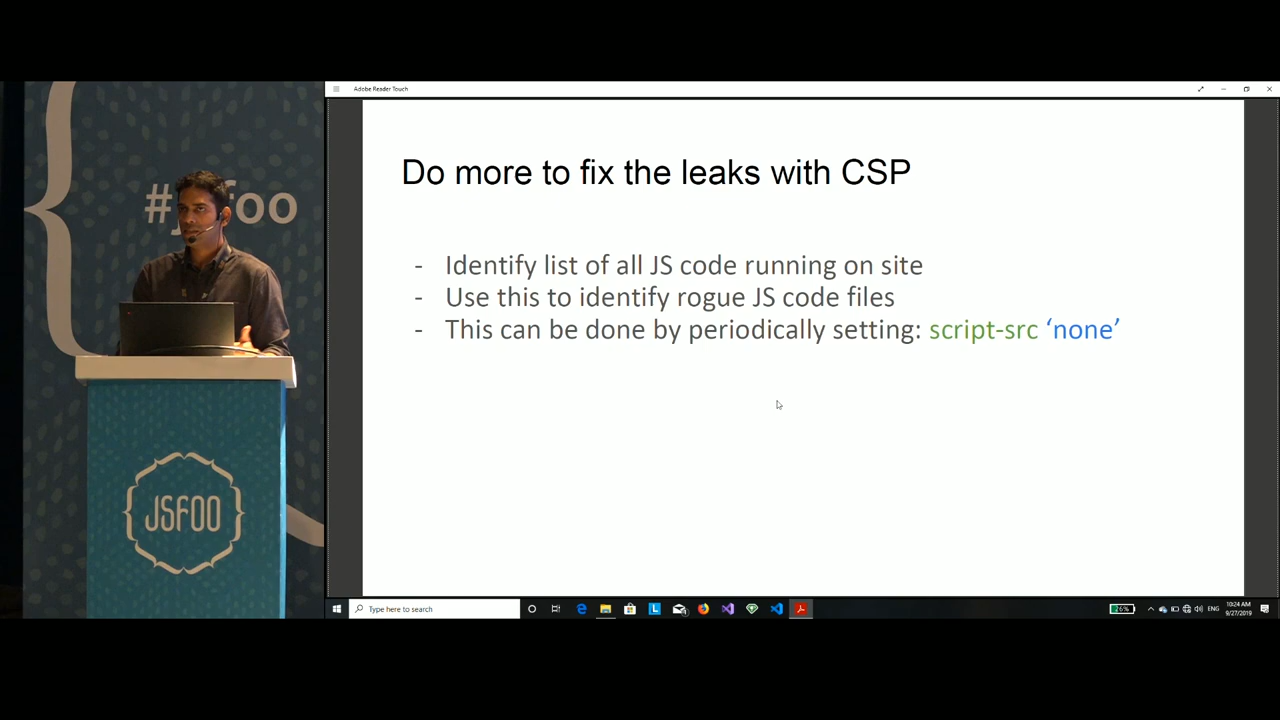 Adobe Reader Touch
Do more to fix the leaks with CSP
- Identify list of all JS code running on site
- Use this to identify rogue JS code files
- This can be done by periodically setting: script-src ‘none’
JSFOO
Type here to search
ENG
10:24 AM
9/27/2019